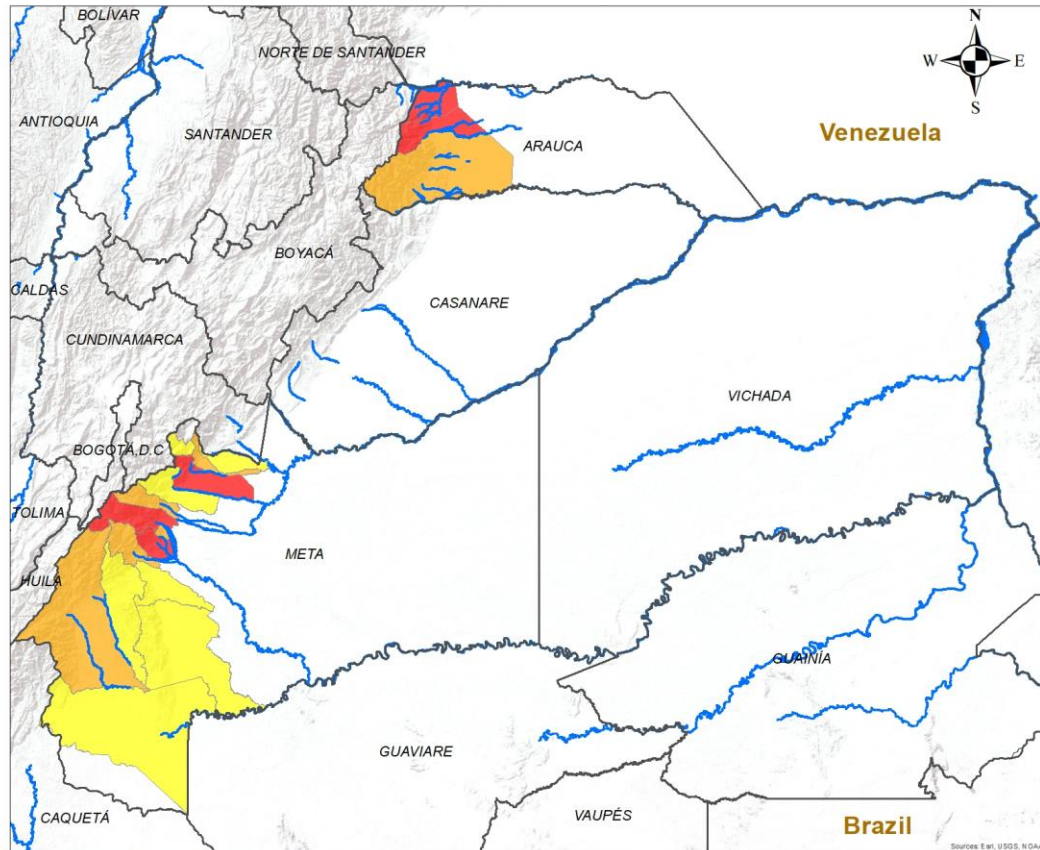 BOLÍVAR
N
NORTE DE SANTANDER
W
E
S
ANTIOQUIA
SANTANDER
ARAUCA
Venezuela
BOYACÁ
CALDAS
CASANARE
CUNDINAMARCA
VICHADA
BOGOTÁ,D.C
TOLIMA
META
HUILA
GUAINÍA
GUAVIARE
CAQUETÁ
VAUPÉS
Brazil
Sources: Esri, USGS, NOAA